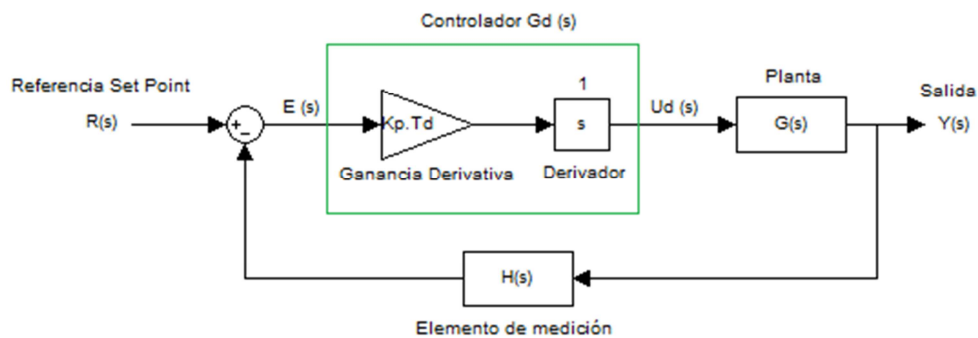 Controlador Gd (s)
Referencia Set Point
R(s)
+
-
E (s)
Kp.Td
Ganancia Derivativa
1
s
Derivador
Ud (s)
Planta
G(s)
Salida
Y(s)
H(s)
Elemento de medición